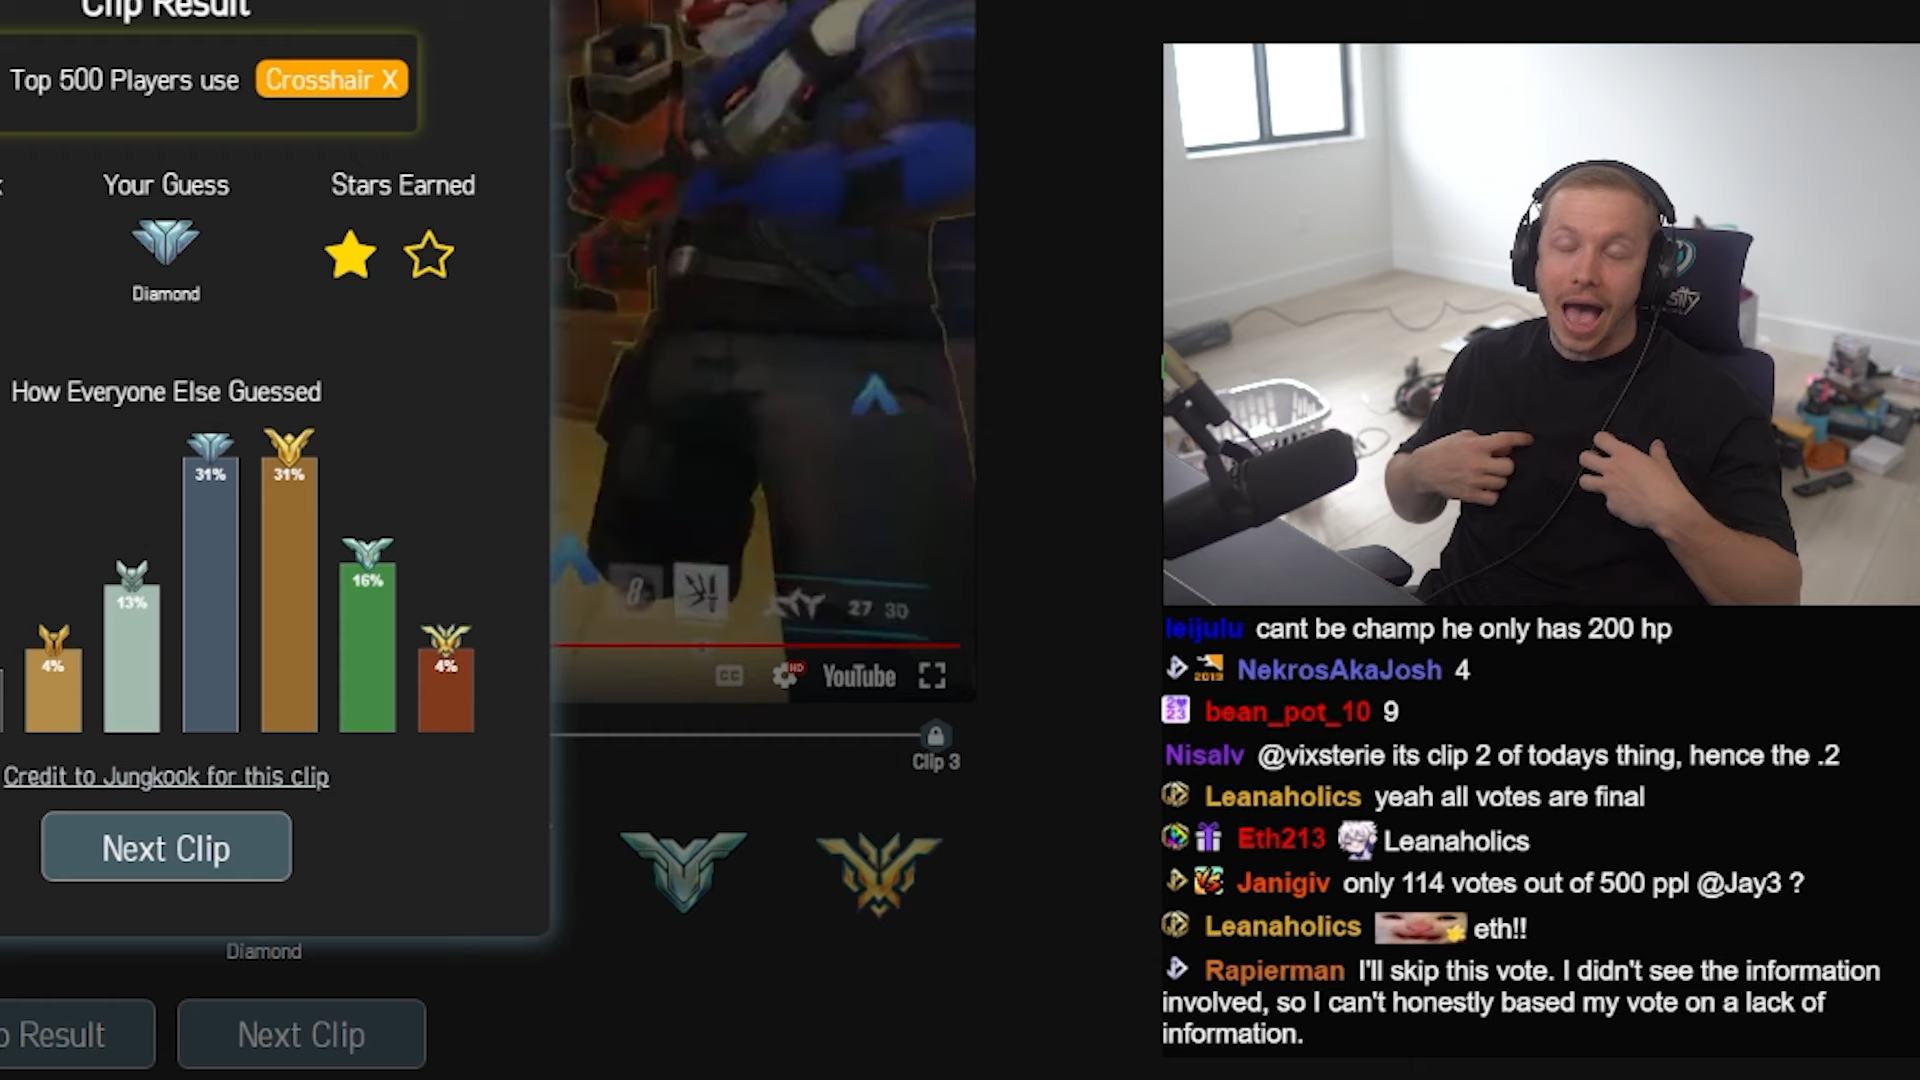 Clip Result
Top 500 Players use Crosshair X
Your Guess
Stars Earned
Diamond
How Everyone Else Guessed
4%
13%
31%
31%
16%
4%
Credit to Jungkook for this clip
Next Clip
Diamond
Result
Next Clip
8
27 30
CC
HD
YouTube
Clip 3
leijulu cant be champ he only has 200 hp
2019 NekrosAkaJosh 4
bean_pot_10 9
Nisalv @vixsterie its clip 2 of todays thing, hence the .2
Leanaholics yeah all votes are final
Eth213 Leanaholics
Janigiv only 114 votes out of 500 ppl @Jay3 ?
Leanaholics eth!!
Rapierman I'll skip this vote. I didn't see the information
involved, so I can't honestly based my vote on a lack of
information.